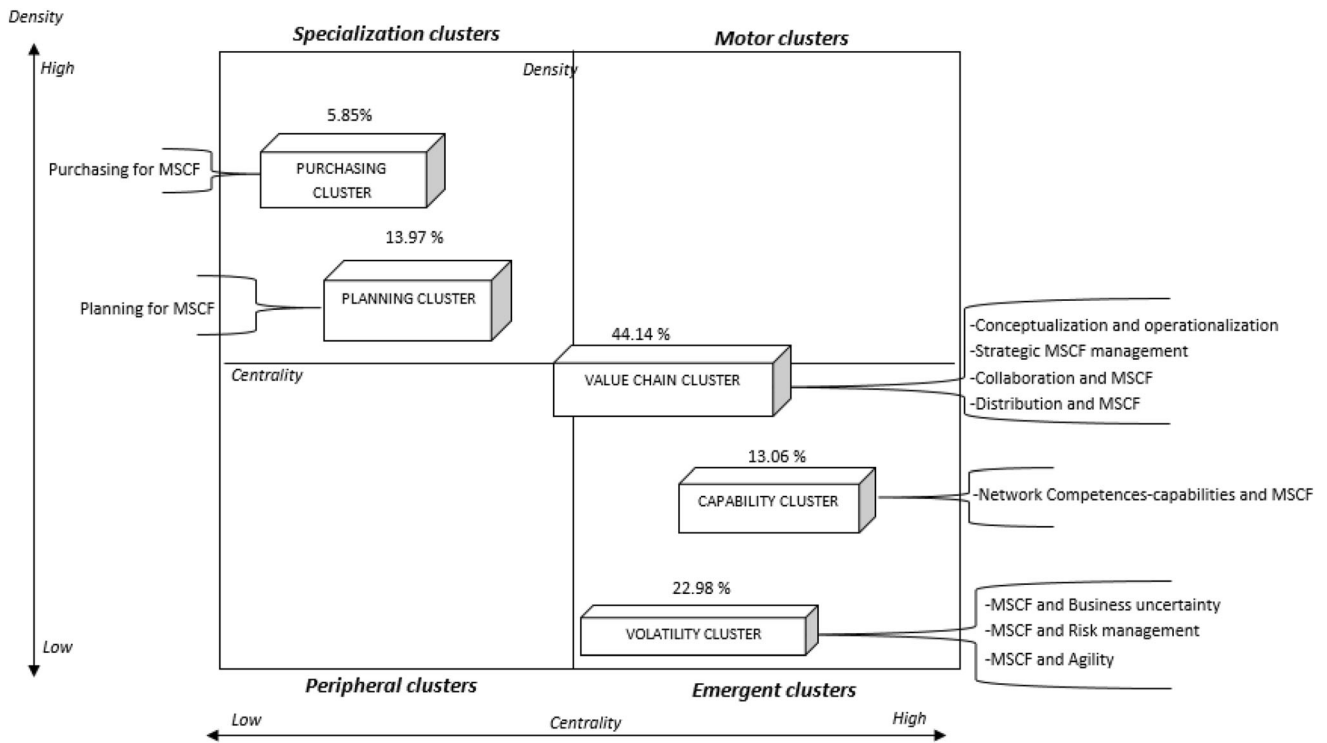 Density
Specialization clusters
Motor clusters
High
Density
5.85%
Purchasing for MSCF
PURCHASING
CLUSTER
13.97 %
PLANNING CLUSTER
Planning for MSCF
44.14 %
-Conceptualization and operationalization
-Strategic MSCF management
-Collaboration and MSCF
-Distribution and MSCF
Centrality
VALUE CHAIN CLUSTER
13.06 %
CAPABILITY CLUSTER
-Network Competences-capabilities and MSCF
22.98 %
VOLATILITY CLUSTER
-MSCF and Business uncertainty
-MSCF and Risk management
-MSCF and Agility
Low
Peripheral clusters
Emergent clusters
Low
Centrality
High